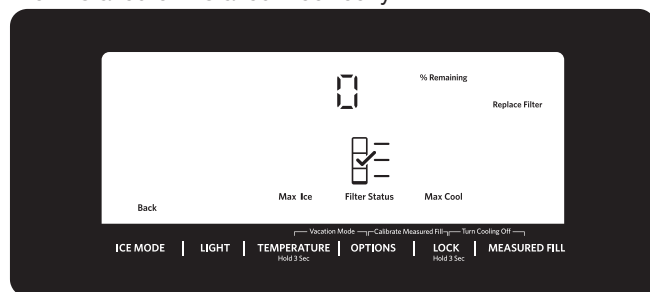 0
% Remaining
Replace Filter
Max Ice Filter Status Max Cool
Back
Vacation Mode Calibrate Measured Fill Turn Cooling Off
ICE MODE | LIGHT | TEMPERATURE | OPTIONS | LOCK | MEASURED FILL
Hold 3 Sec Hold 3 Sec